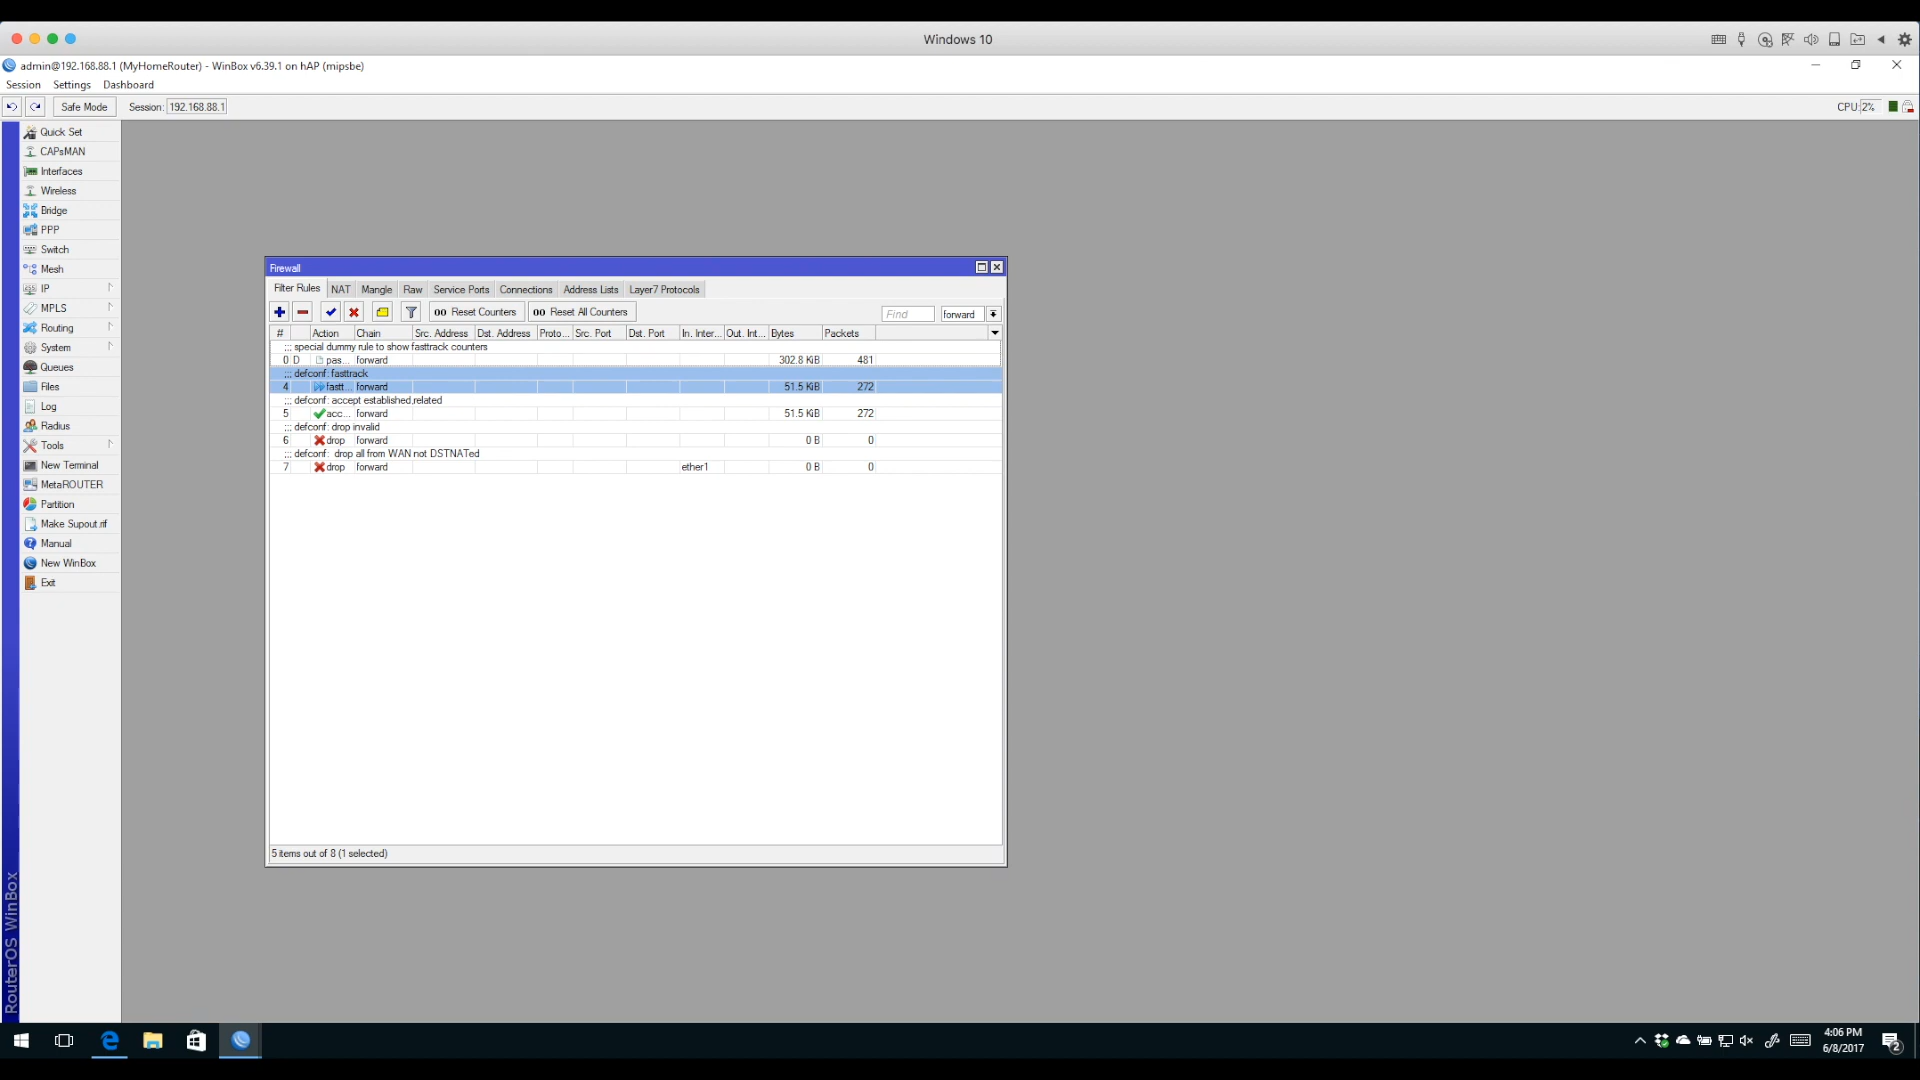 Windows 10
admin@192.168.88.1 (MyHomeRouter) - WinBox v6.39.1 on hAP (mipsbe)
Session Settings Dashboard
Safe Mode Session: 192.168.88.1 CPU: 2%
Quick Set
CAPsMAN
Interfaces
Wireless
Bridge
PPP
Switch
Mesh
IP
MPLS
Routing
System
Queues
Files
Log
Radius
Tools
New Terminal
MetaROUTER
Partition
Make Supout.rif
Manual
New WinBox
Exit
RouterOS WinBox
Firewall
Filter Rules NAT Mangle Raw Service Ports Connections Address Lists Layer7 Protocols
00 Reset Counters 00 Reset All Counters Find forward
# Action Chain Src. Address Dst. Address Proto... Src. Port Dst. Port In. Inter... Out. Int... Bytes Packets
;;; special dummy rule to show fasttrack counters
0 D pas... forward 302.8 KiB 481
;;; defconf: fasttrack
4 fastt... forward 51.5 KiB 272
;;; defconf: accept established,related
5 acc... forward 51.5 KiB 272
;;; defconf: drop invalid
6 drop forward 0 B 0
;;; defconf:  drop all from WAN not DSTNATed
7 drop forward ether1 0 B 0
5 items out of 8 (1 selected)
4:06 PM
6/8/2017
2